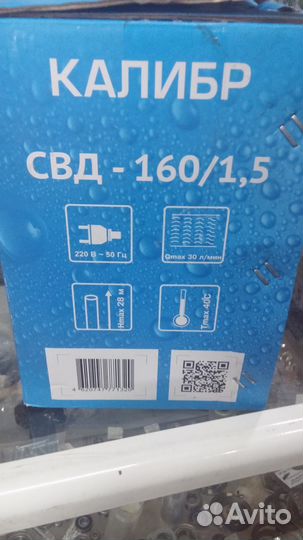 КАЛИБР
СВД - 160/1,5
220 В ~ 50 Гц
Qmax 30 л/мин
Hmax 28 м
Tmax 40°C
Avito